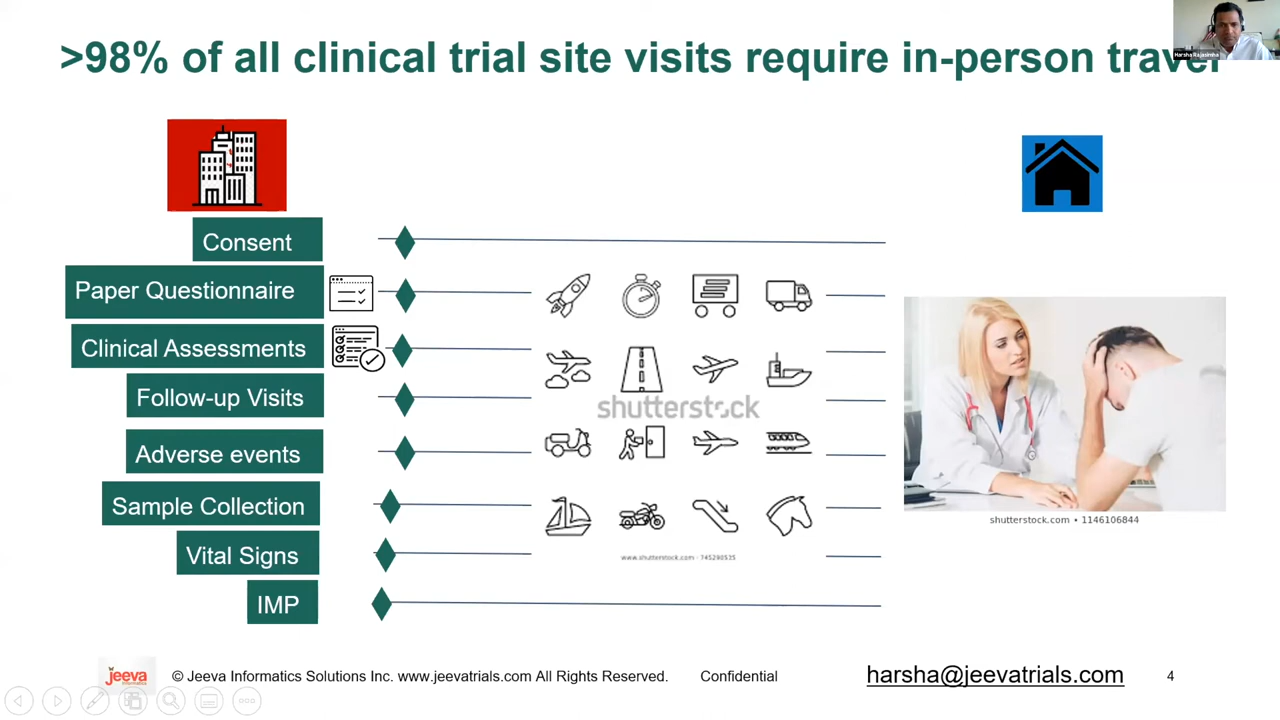 >98% of all clinical trial site visits require in-person travel
Harsha Rajasimha
Consent
Paper Questionnaire
Clinical Assessments
Follow-up Visits
Adverse events
Sample Collection
Vital Signs
IMP
shutterstock
www.shutterstock.com · 745290535
shutterstock.com • 1146106844
jeeva
© Jeeva Informatics Solutions Inc. www.jeevatrials.com All Rights Reserved.
Confidential
harsha@jeevatrials.com
4